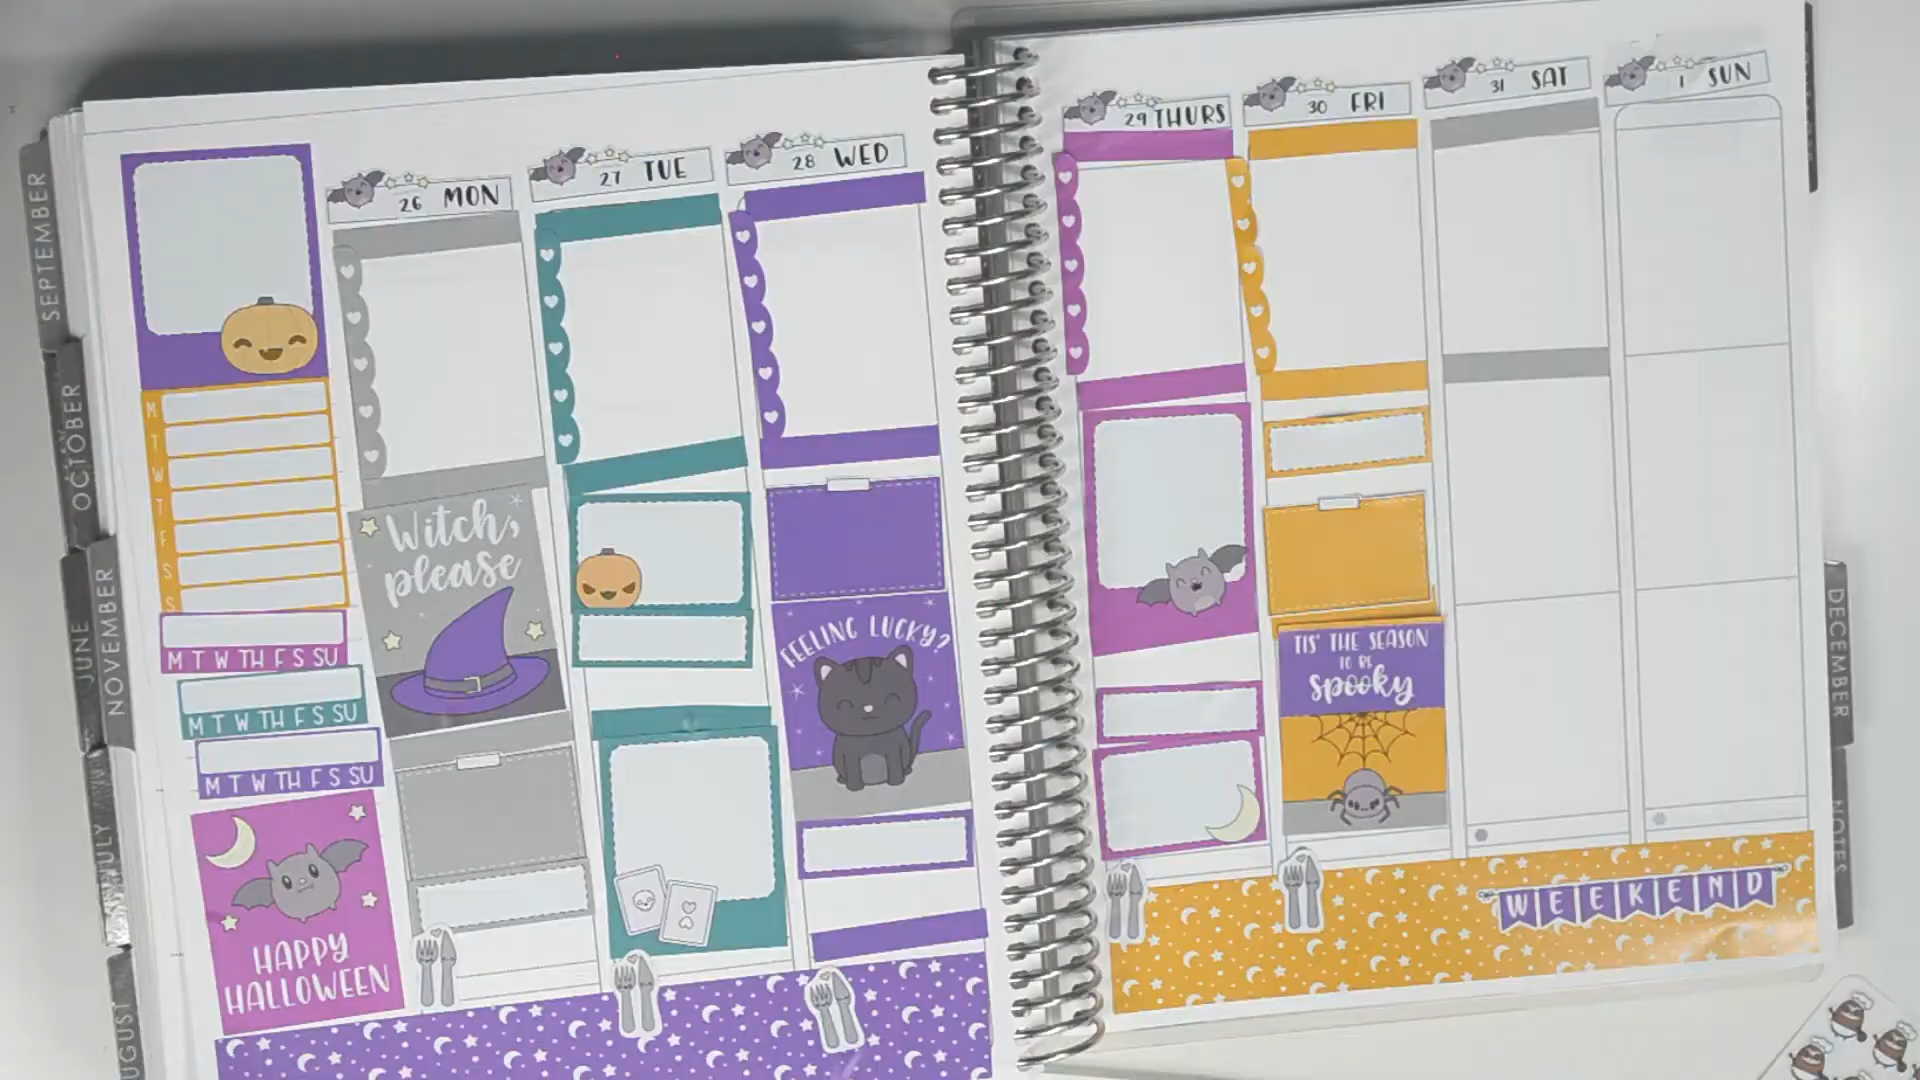 SEPTEMBER
OCTOBER
NOVEMBER
JUNE
JULY
26 MON
27 TUE
28 WED
29 THURS
30 FRI
31 SAT
1 SUN
M
T
W
T
F
S
S
M T W TH F S SU
M T W TH F S SU
M T W TH F S SU
HAPPY
HALLOWEEN
Witch,
please
FEELING LUCKY?
TIS' THE SEASON
TO BE
spooky
WEEKEND
DECEMBER
NOTES